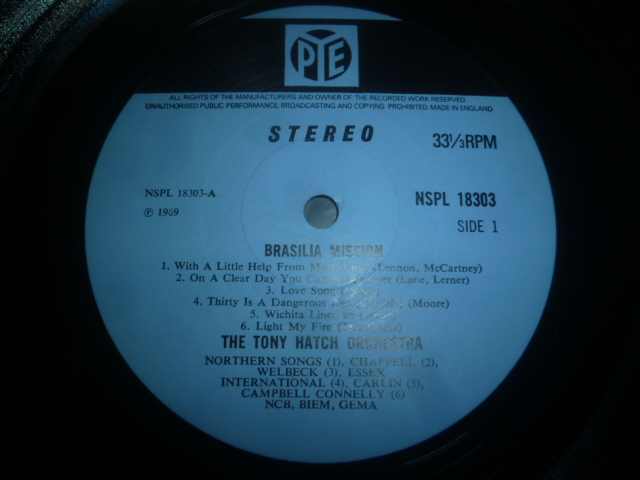 PYE
ALL RIGHTS OF THE MANUFACTURERS AND OWNER OF THE RECORDED WORK RESERVED
UNAUTHORISED PUBLIC PERFORMANCE, BROADCASTING AND COPYING PROHIBITED. MADE IN ENGLAND
STEREO
33⅓RPM
NSPL 18303-A
℗ 1969
NSPL 18303
SIDE 1
BRASILIA MISSION
1. With A Little Help From My (Lennon, McCartney)
2. On A Clear Day You Can (Lane, Lerner)
3. Love Song
4. Thirty Is A Dangerous (Moore)
5. Wichita Lineman
6. Light My Fire
THE TONY HATCH ORCHESTRA
NORTHERN SONGS (1), CHAPPELL (2),
WELBECK (3), ESSEX
INTERNATIONAL (4), CARLIN (5),
CAMPBELL CONNELLY (6)
NCB, BIEM, GEMA